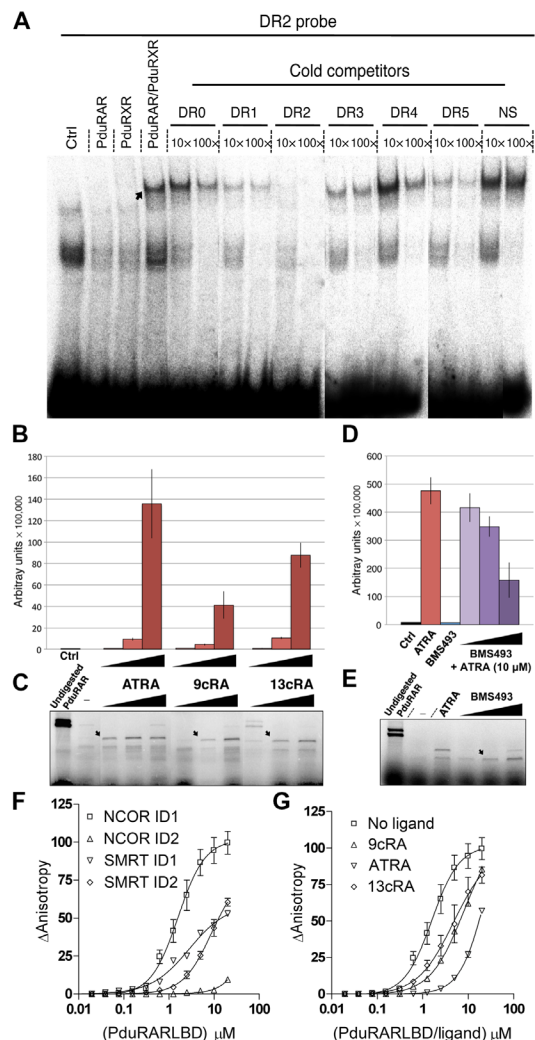 A
DR2 probe
Cold competitors
Ctrl
PduRAR
PduRXR
PduRAR/PduRXR
DR0 DR1 DR2 DR3 DR4 DR5 NS
10× 100× 10× 100× 10× 100× 10× 100× 10× 100× 10× 100× 10× 100×
B
Arbitray units × 100,000
180
160
140
120
100
80
60
40
20
0
Ctrl
D
Arbitray units × 100,000
600
500
400
300
200
100
0
Ctrl
ATRA
BMS493
BMS493
+ ATRA (10 μM)
C
Undigested
PduRAR
–
ATRA 9cRA 13cRA
E
Undigested
PduRAR
–
–
ATRA
BMS493
F
ΔAnisotropy
125
100
75
50
25
0
NCOR ID1
NCOR ID2
SMRT ID1
SMRT ID2
0.01 0.1 1 10 100
(PduRARLBD) μM
G
ΔAnisotropy
125
100
75
50
25
0
No ligand
9cRA
ATRA
13cRA
0.01 0.1 1 10 100
(PduRARLBD/ligand) μM